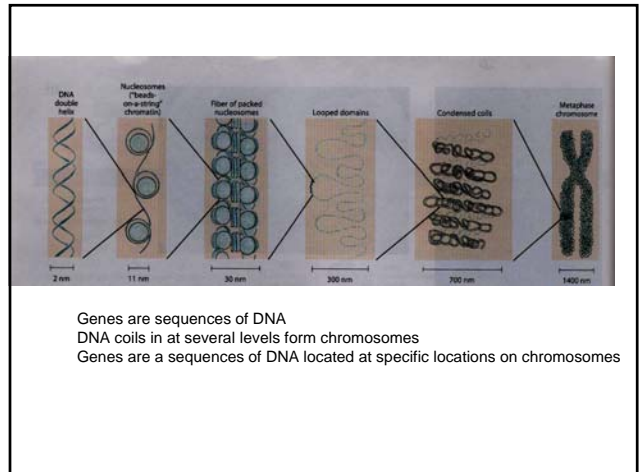 DNA
double
helix
Nucleosomes
("beads-
on-a-string"
chromatin)
Fiber of packed
nucleosomes
Looped domains
Condensed coils
Metaphase
chromosome
2 nm
11 nm
30 nm
300 nm
700 nm
1400 nm
Genes are sequences of DNA
DNA coils in at several levels form chromosomes
Genes are a sequences of DNA located at specific locations on chromosomes